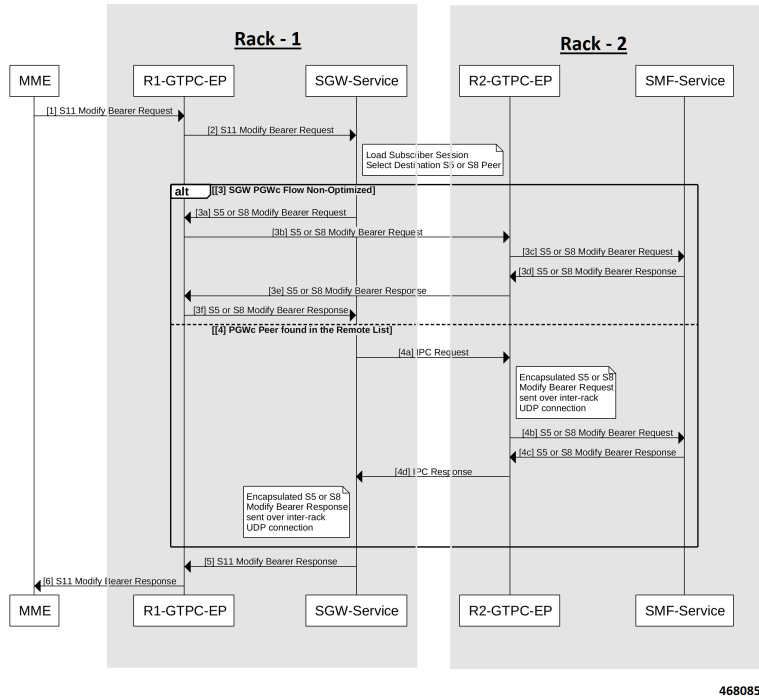 Rack - 1
Rack - 2
MME
R1-GTPC-EP
SGW-Service
R2-GTPC-EP
SMF-Service
[1] S11 Modify Bearer Request
[2] S11 Modify Bearer Request
Load Subscriber Session
Select Destination S5 or S8 Peer
alt
[[3] SGW PGWc Flow Non-Optimized]
[3a] S5 or S8 Modify Bearer Request
[3b] S5 or S8 Modify Bearer Request
[3c] S5 or S8 Modify Bearer Request
[3d] S5 or S8 Modify Bearer Response
[3e] S5 or S8 Modify Bearer Response
[3f] S5 or S8 Modify Bearer Response
[[4] PGWc Peer found in the Remote List]
[4a] IPC Request
Encapsulated S5 or S8
Modify Bearer Request
sent over inter-rack
UDP connection
[4b] S5 or S8 Modify Bearer Request
[4c] S5 or S8 Modify Bearer Response
[4d] IPC Response
Encapsulated S5 or S8
Modify Bearer Response
sent over inter-rack
UDP connection
[5] S11 Modify Bearer Response
[6] S11 Modify Bearer Response
MME
R1-GTPC-EP
SGW-Service
R2-GTPC-EP
SMF-Service
468085